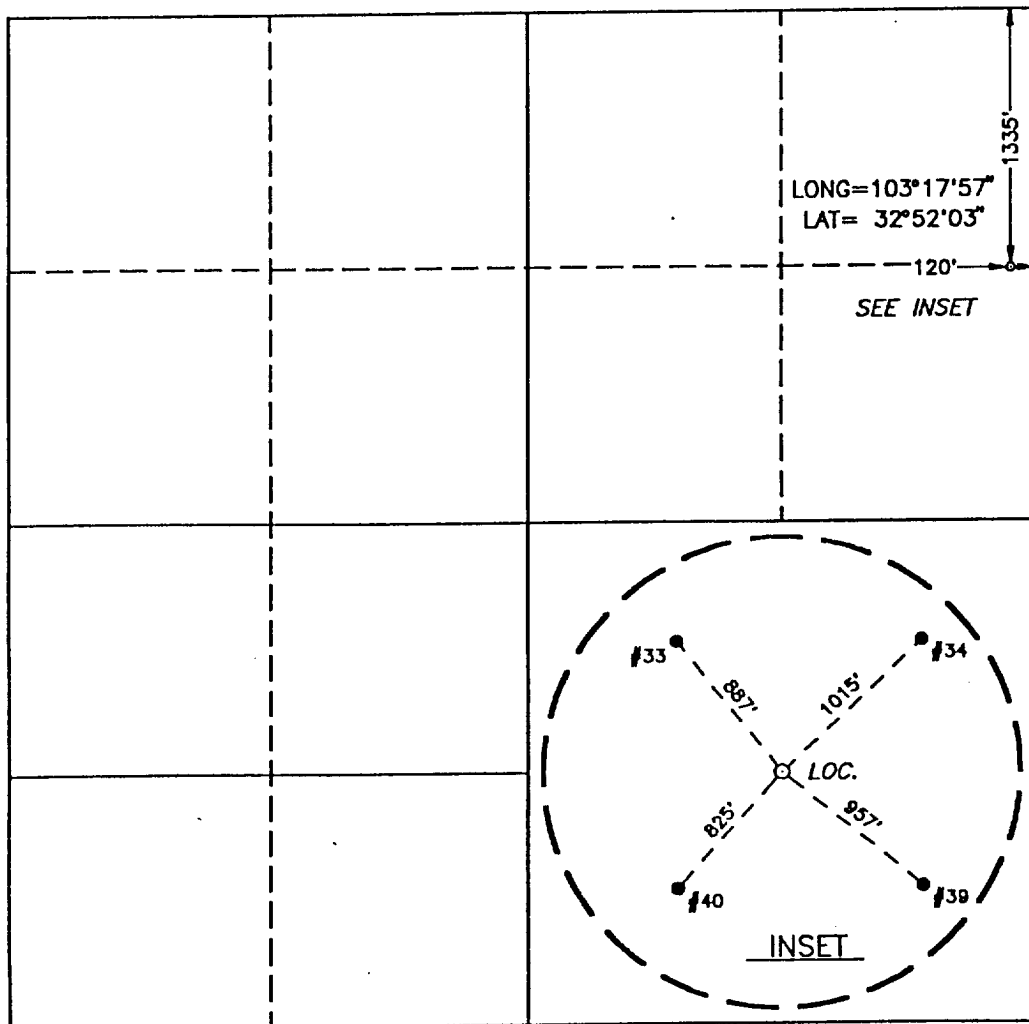 1335'
LONG=103°17'57"
LAT= 32°52'03"
120'
SEE INSET
#33
#34
887'
1015'
LOC.
825'
957'
#40
#39
INSET